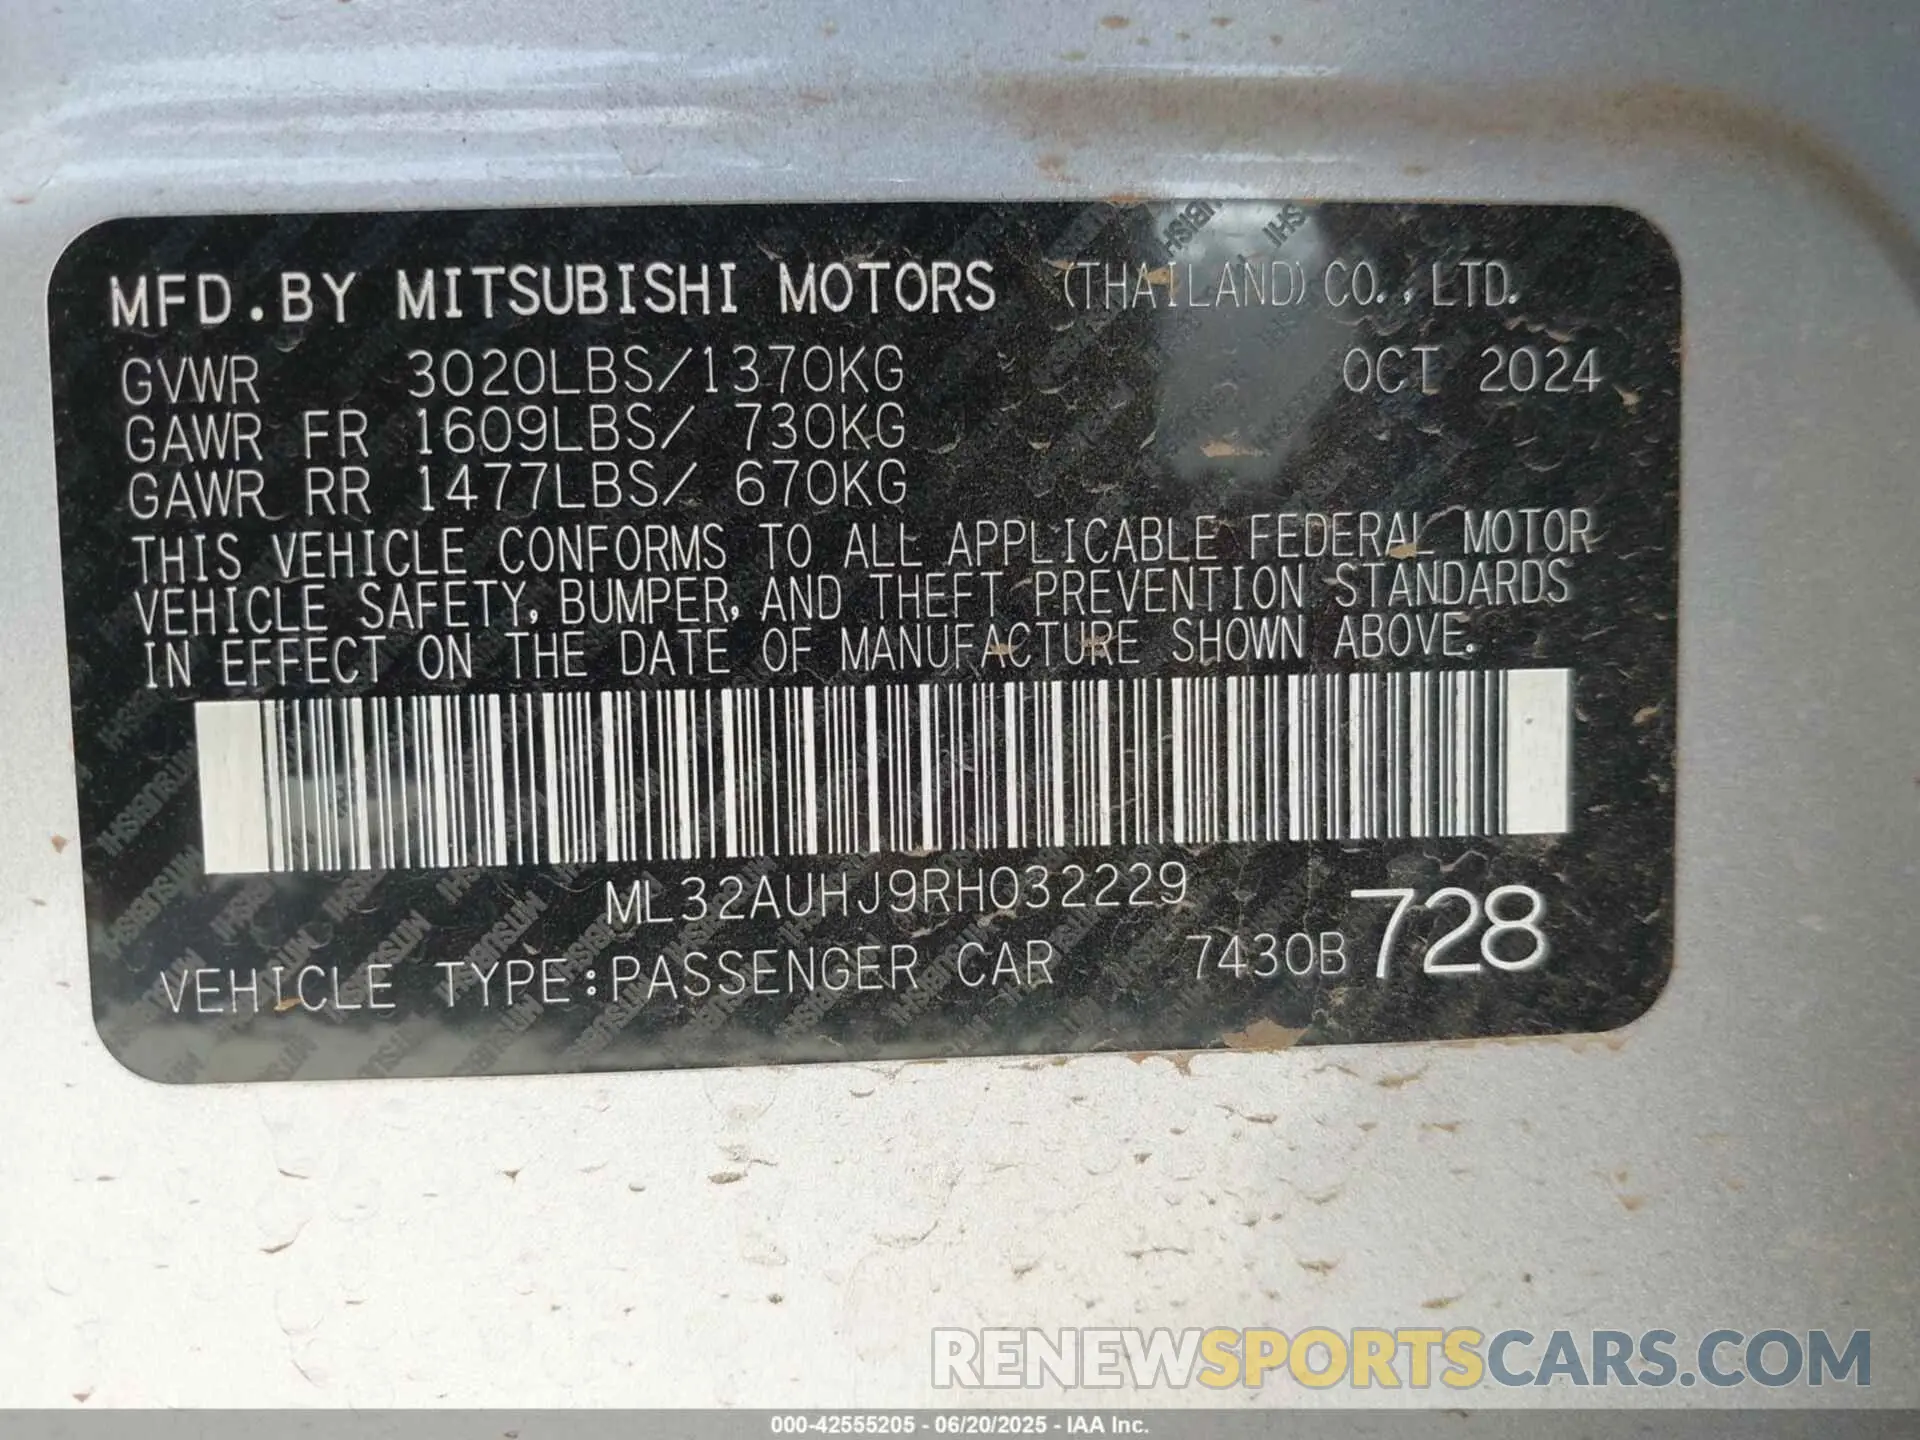 MFD.BY MITSUBISHI MOTORS (THAILAND) CO., LTD.
GVWR 3020LBS/1370KG OCT 2024
GAWR FR 1609LBS/ 730KG
GAWR RR 1477LBS/ 670KG
THIS VEHICLE CONFORMS TO ALL APPLICABLE FEDERAL MOTOR
VEHICLE SAFETY, BUMPER, AND THEFT PREVENTION STANDARDS
IN EFFECT ON THE DATE OF MANUFACTURE SHOWN ABOVE.
ML32AUHJ9RH032229
VEHICLE TYPE:PASSENGER CAR 7430B 728
RENEWSPORTSCARS.COM
000-42555205 - 06/20/2025 - IAA Inc.